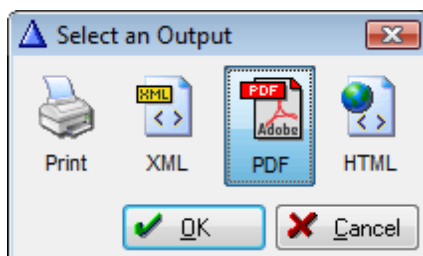 Select an Output
XML
PDF
Adobe
Print XML PDF HTML
OK Cancel